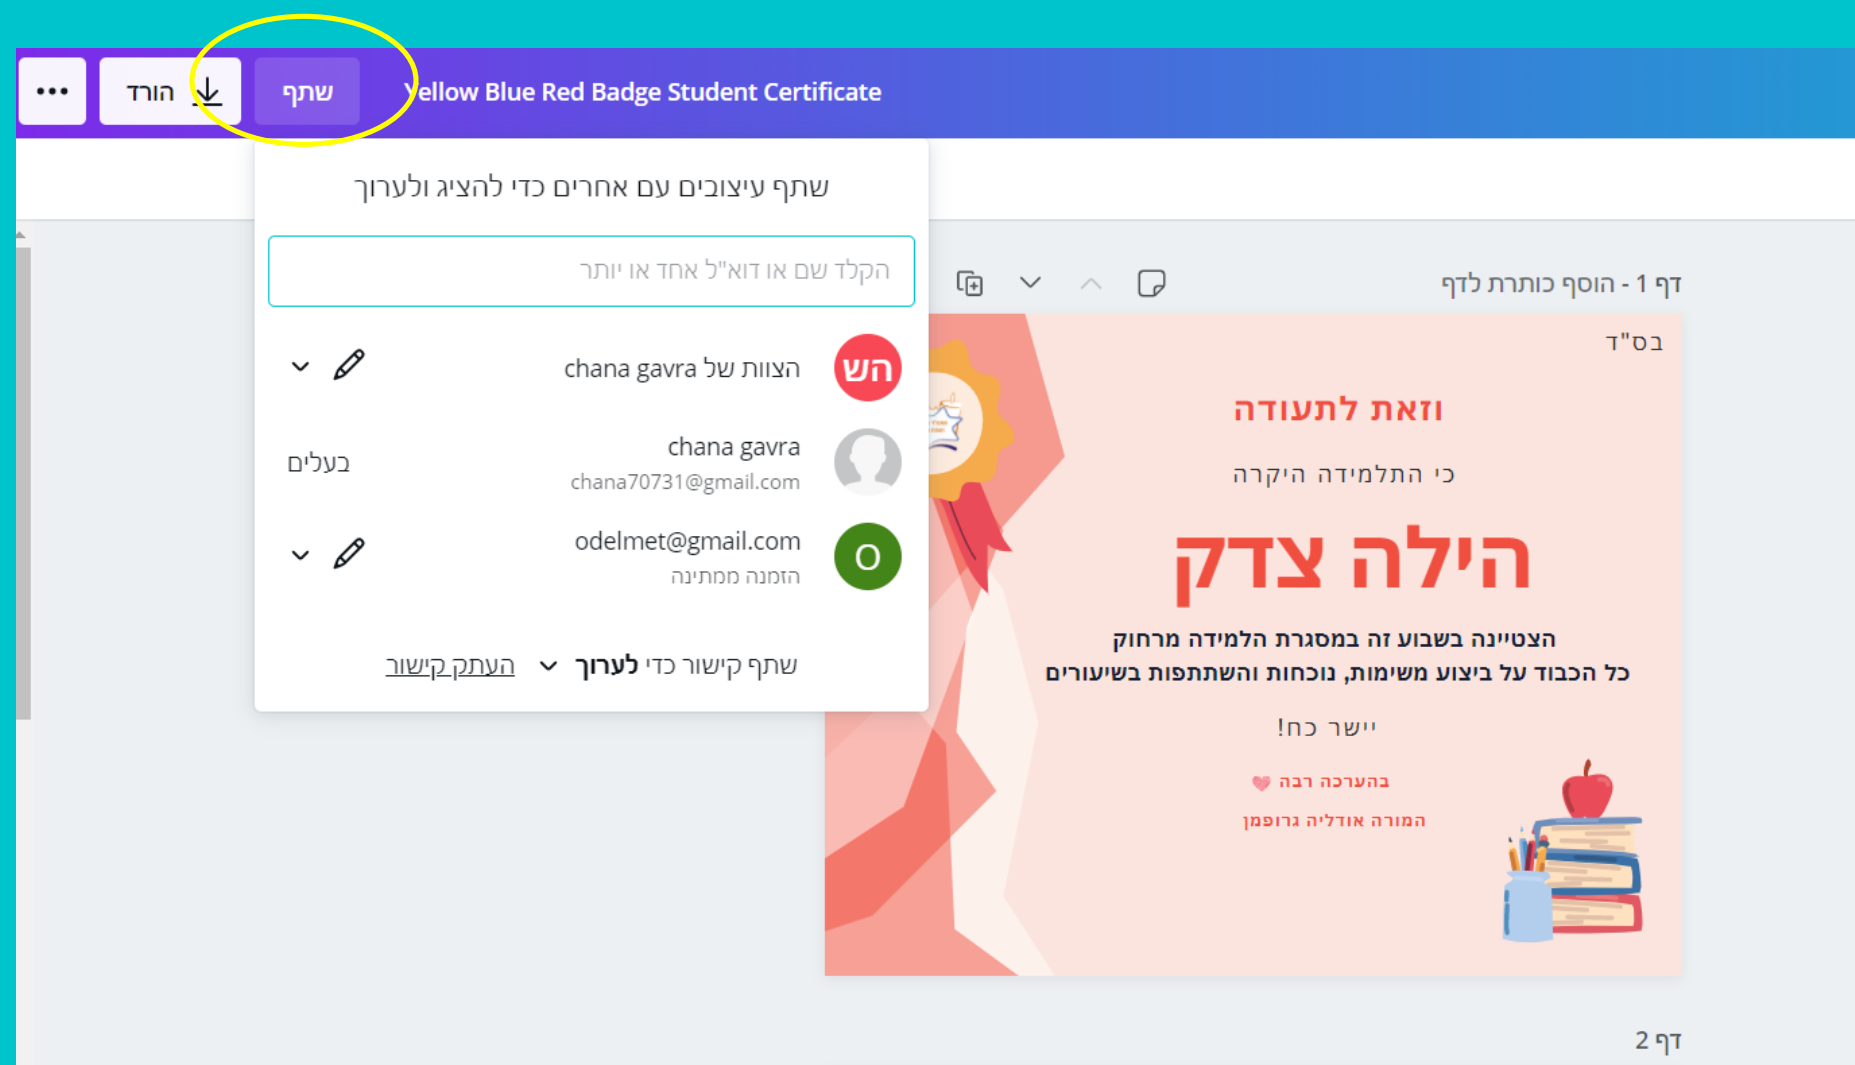 שתף
הורד
Yellow Blue Red Badge Student Certificate
שתף עיצובים עם אחרים כדי להציג ולערוך
הקלד שם או דוא"ל אחד או יותר
הש
הצוות של chana gavra
chana gavra
chana70731@gmail.com
בעלים
O
odelmet@gmail.com
הזמנה ממתינה
שתף קישור כדי לערוך
העתק קישור
דף 1 - הוסף כותרת לדף
בס"ד
וזאת לתעודה
כי התלמידה היקרה
הילה צדק
הצטיינה בשבוע זה במסגרת הלמידה מרחוק
כל הכבוד על ביצוע משימות, נוכחות והשתתפות בשיעורים
יישר כח!
בהערכה רבה
המורה אודליה גרופמן
דף 2